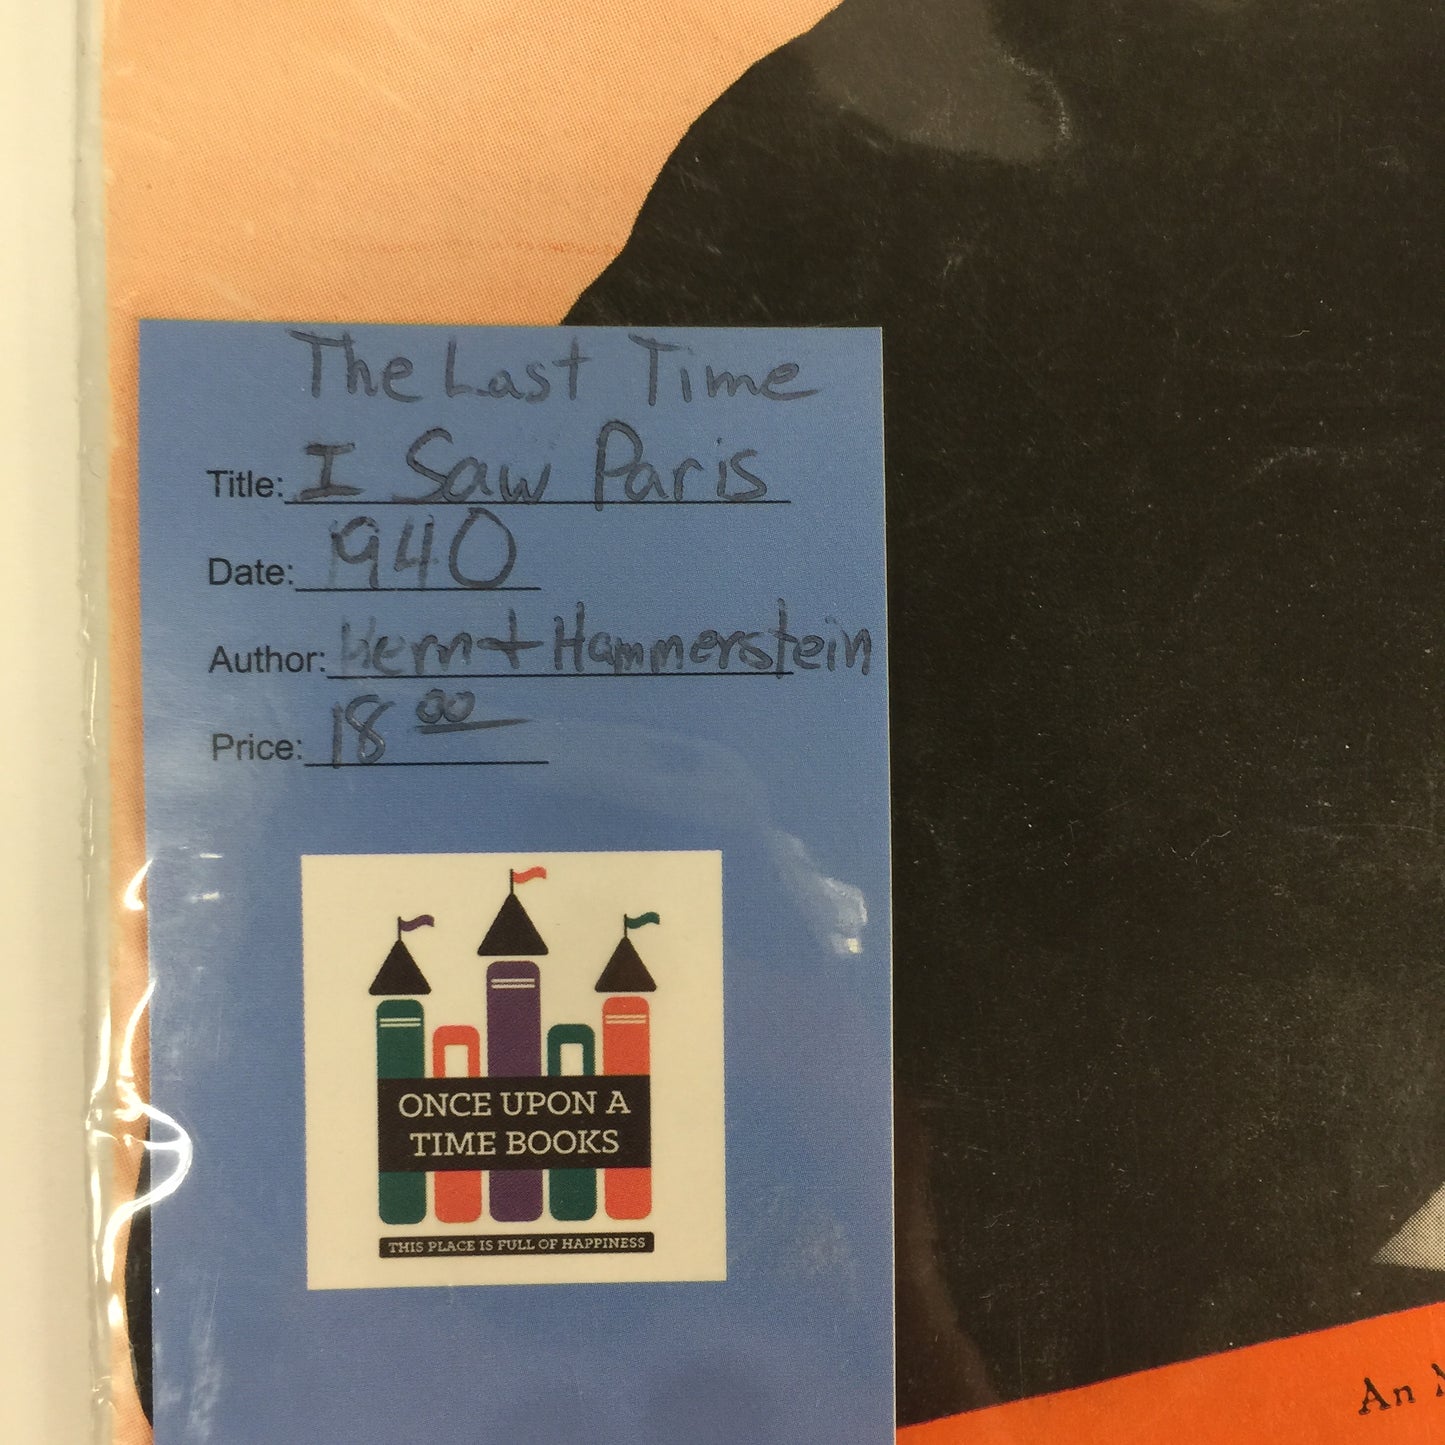 The Last Time
Title: I Saw Paris
Date: 1940
Author: Kern + Hammerstein
Price: 18 00
ONCE UPON A
TIME BOOKS
THIS PLACE IS FULL OF HAPPINESS
An